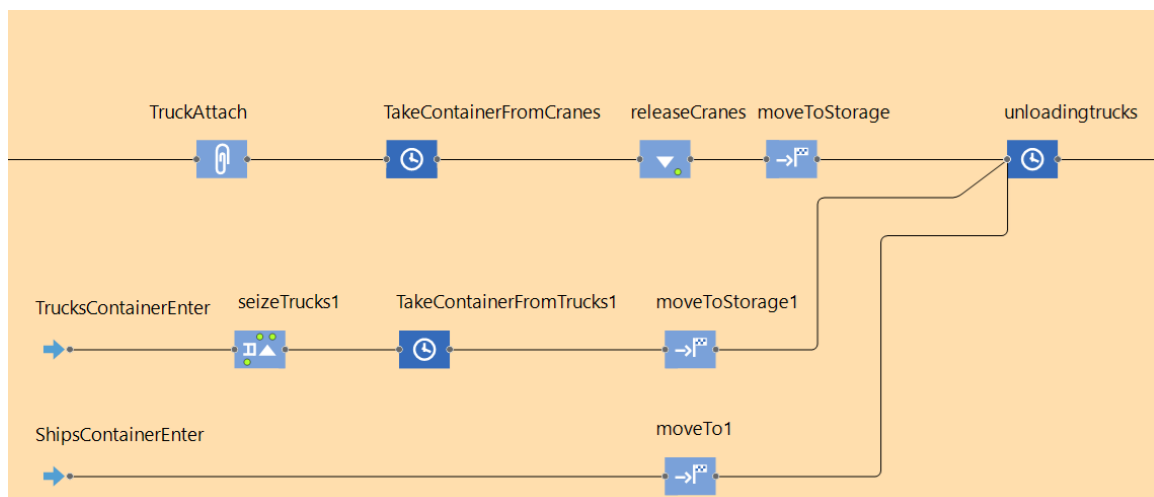 TruckAttach
TakeContainerFromCranes
releaseCranes
moveToStorage
unloadingtrucks
TrucksContainerEnter
seizeTrucks1
TakeContainerFromTrucks1
moveToStorage1
ShipsContainerEnter
moveTo1